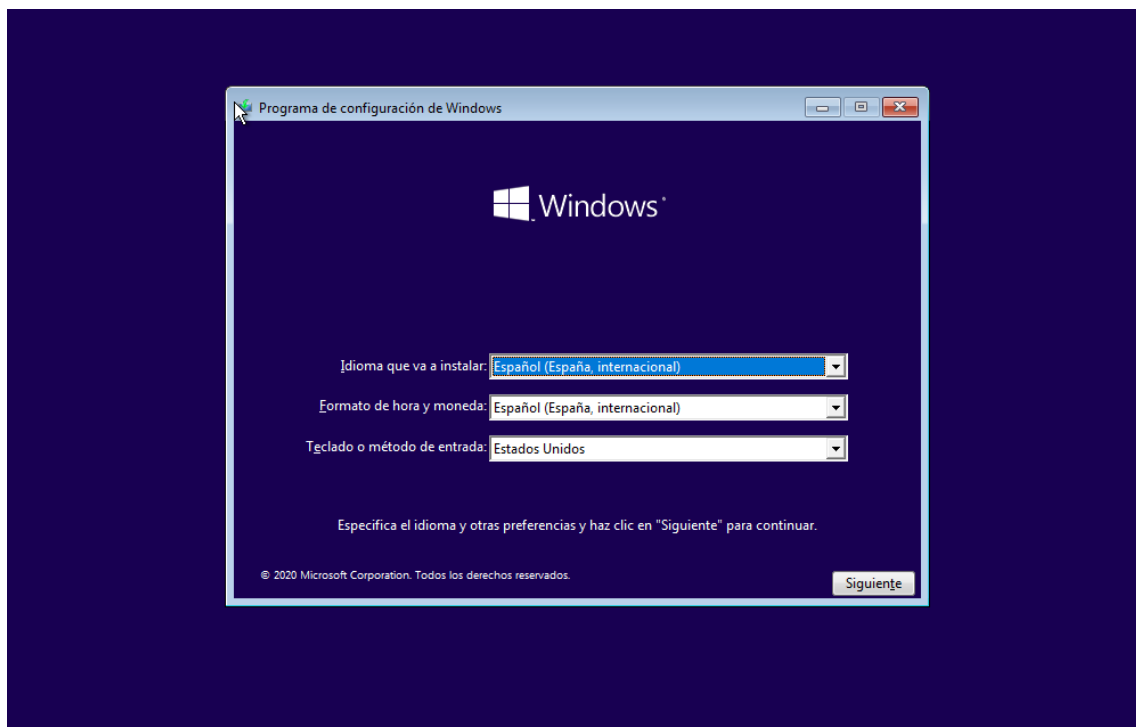 Programa de configuración de Windows
Windows
Idioma que va a instalar: Español (España, internacional)
Formato de hora y moneda: Español (España, internacional)
Teclado o método de entrada: Estados Unidos
Especifica el idioma y otras preferencias y haz clic en "Siguiente" para continuar.
© 2020 Microsoft Corporation. Todos los derechos reservados.
Siguiente